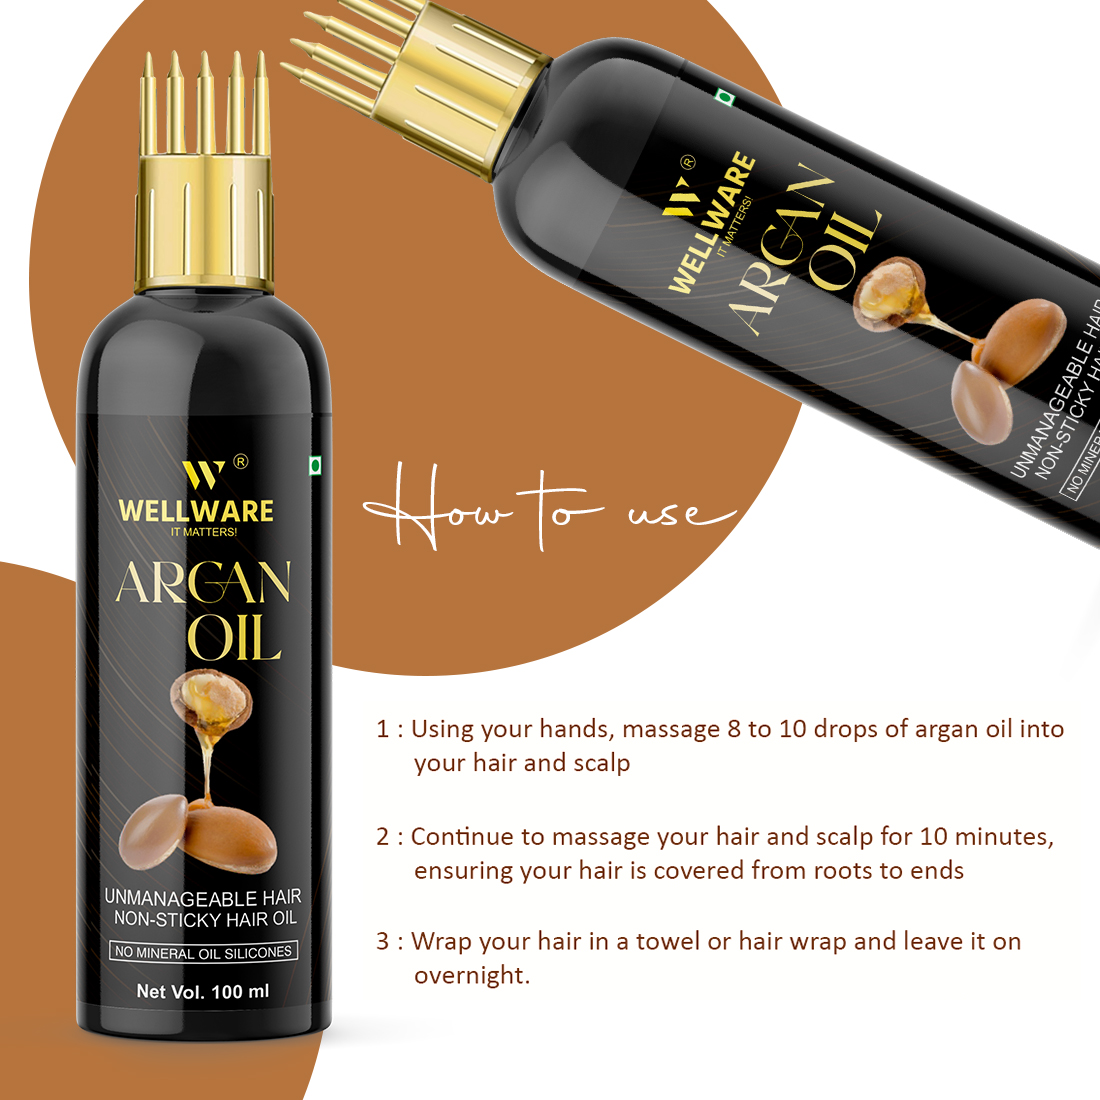 W ®
WELLWARE
IT MATTERS!
ARGAN
OIL
UNMANAGEABLE HAIR
NON-STICKY HAIR OIL
NO MINERAL OIL SILICONES
Net Vol. 100 ml
W ®
WELLWARE
IT MATTERS!
ARGAN
OIL
UNMANAGEABLE HAIR
NON-STICKY
NO
How to use
1 : Using your hands, massage 8 to 10 drops of argan oil into
your hair and scalp
2 : Continue to massage your hair and scalp for 10 minutes,
ensuring your hair is covered from roots to ends
3 : Wrap your hair in a towel or hair wrap and leave it on
overnight.